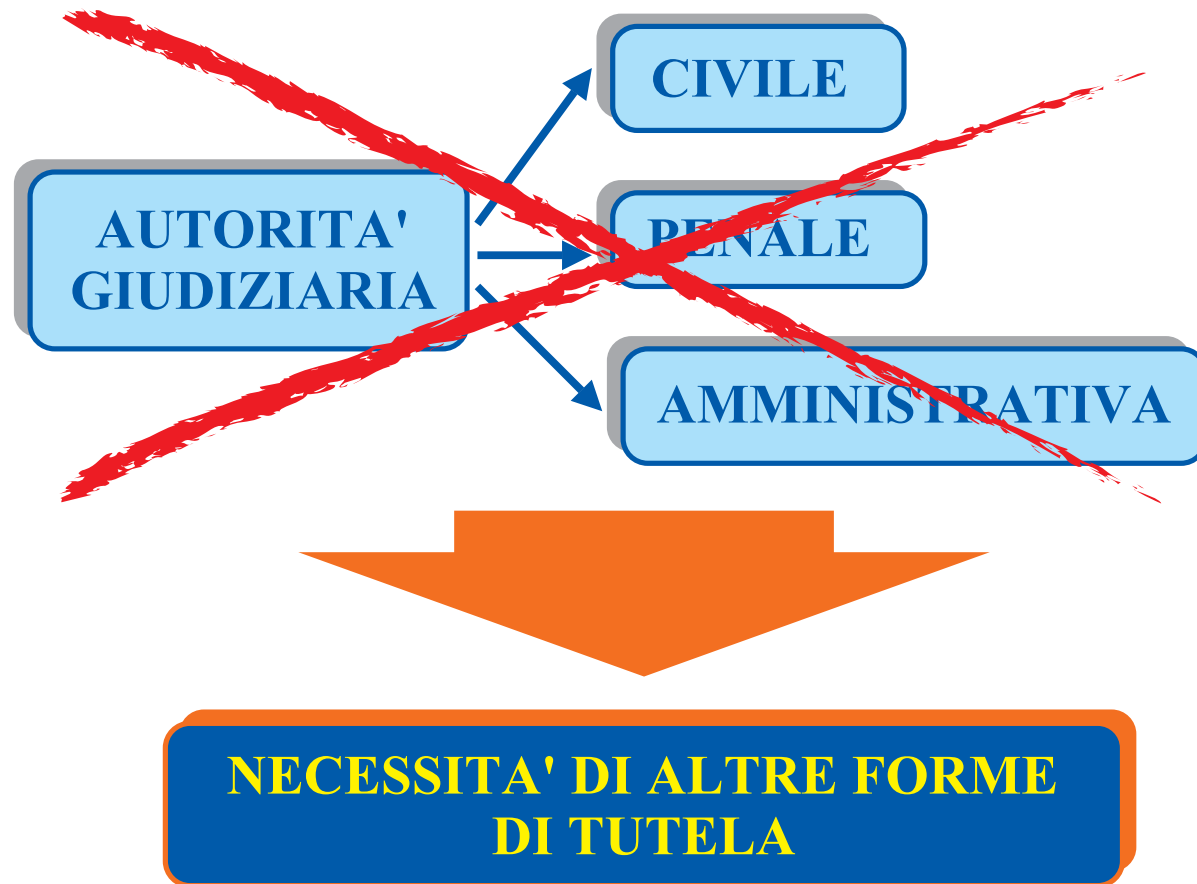 CIVILE
AUTORITA'
GIUDIZIARIA
PENALE
AMMINISTRATIVA
NECESSITA' DI ALTRE FORME
DI TUTELA